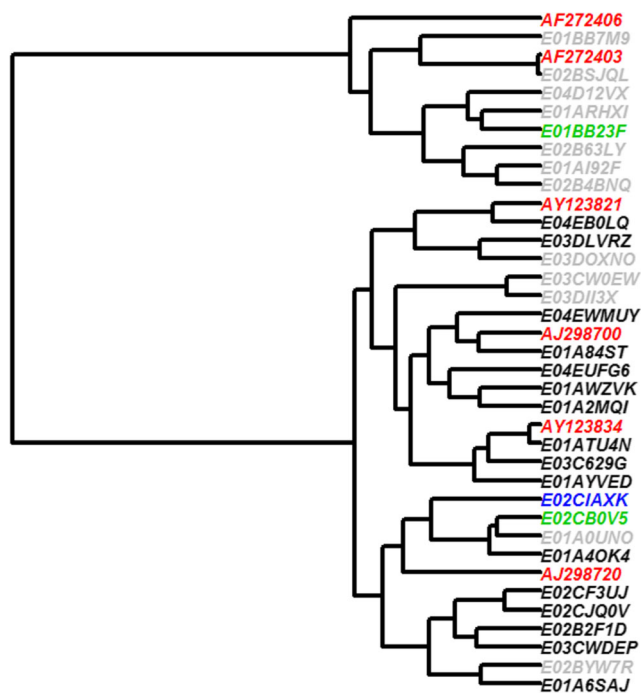 AF272406
E01BB7M9
AF272403
E02BSJQL
E04D12VX
E01ARHXI
E01BB23F
E02B63LY
E01AI92F
E02B4BNQ
AY123821
E04EB0LQ
E03DLVRZ
E03DOXNO
E03CW0EW
E03DII3X
E04EWMUY
AJ298700
E01A84ST
E04EUFG6
E01AWZVK
E01A2MQI
AY123834
E01ATU4N
E03C629G
E01AYVED
E02CIAXK
E02CB0V5
E01A0UNO
E01A4OK4
AJ298720
E02CF3UJ
E02CJQ0V
E02B2F1D
E03CWDEP
E02BYW7R
E01A6SAJ